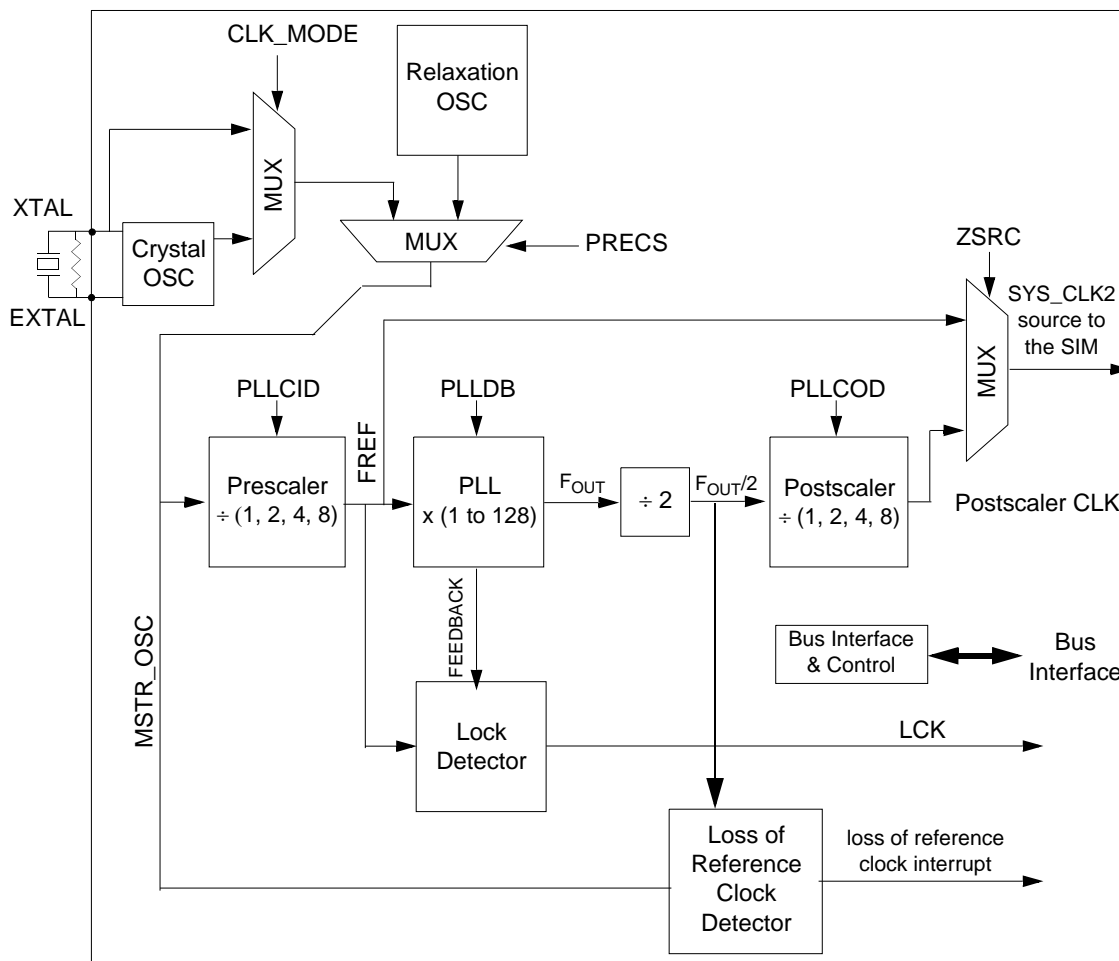 CLK_MODE
Relaxation
OSC
MUX
XTAL
Crystal
OSC
EXTAL
MUX
PRECS
ZSRC
SYS_CLK2
source to
the SIM
MUX
PLLCID
PLLDB
PLLCOD
FREF
Prescaler
÷ (1, 2, 4, 8)
PLL
x (1 to 128)
FOUT
÷ 2
FOUT/2
Postscaler
÷ (1, 2, 4, 8)
Postscaler CLK
MSTR_OSC
FEEDBACK
Bus Interface
& Control
Bus
Interface
Lock
Detector
LCK
Loss of
Reference
Clock
Detector
loss of reference
clock interrupt